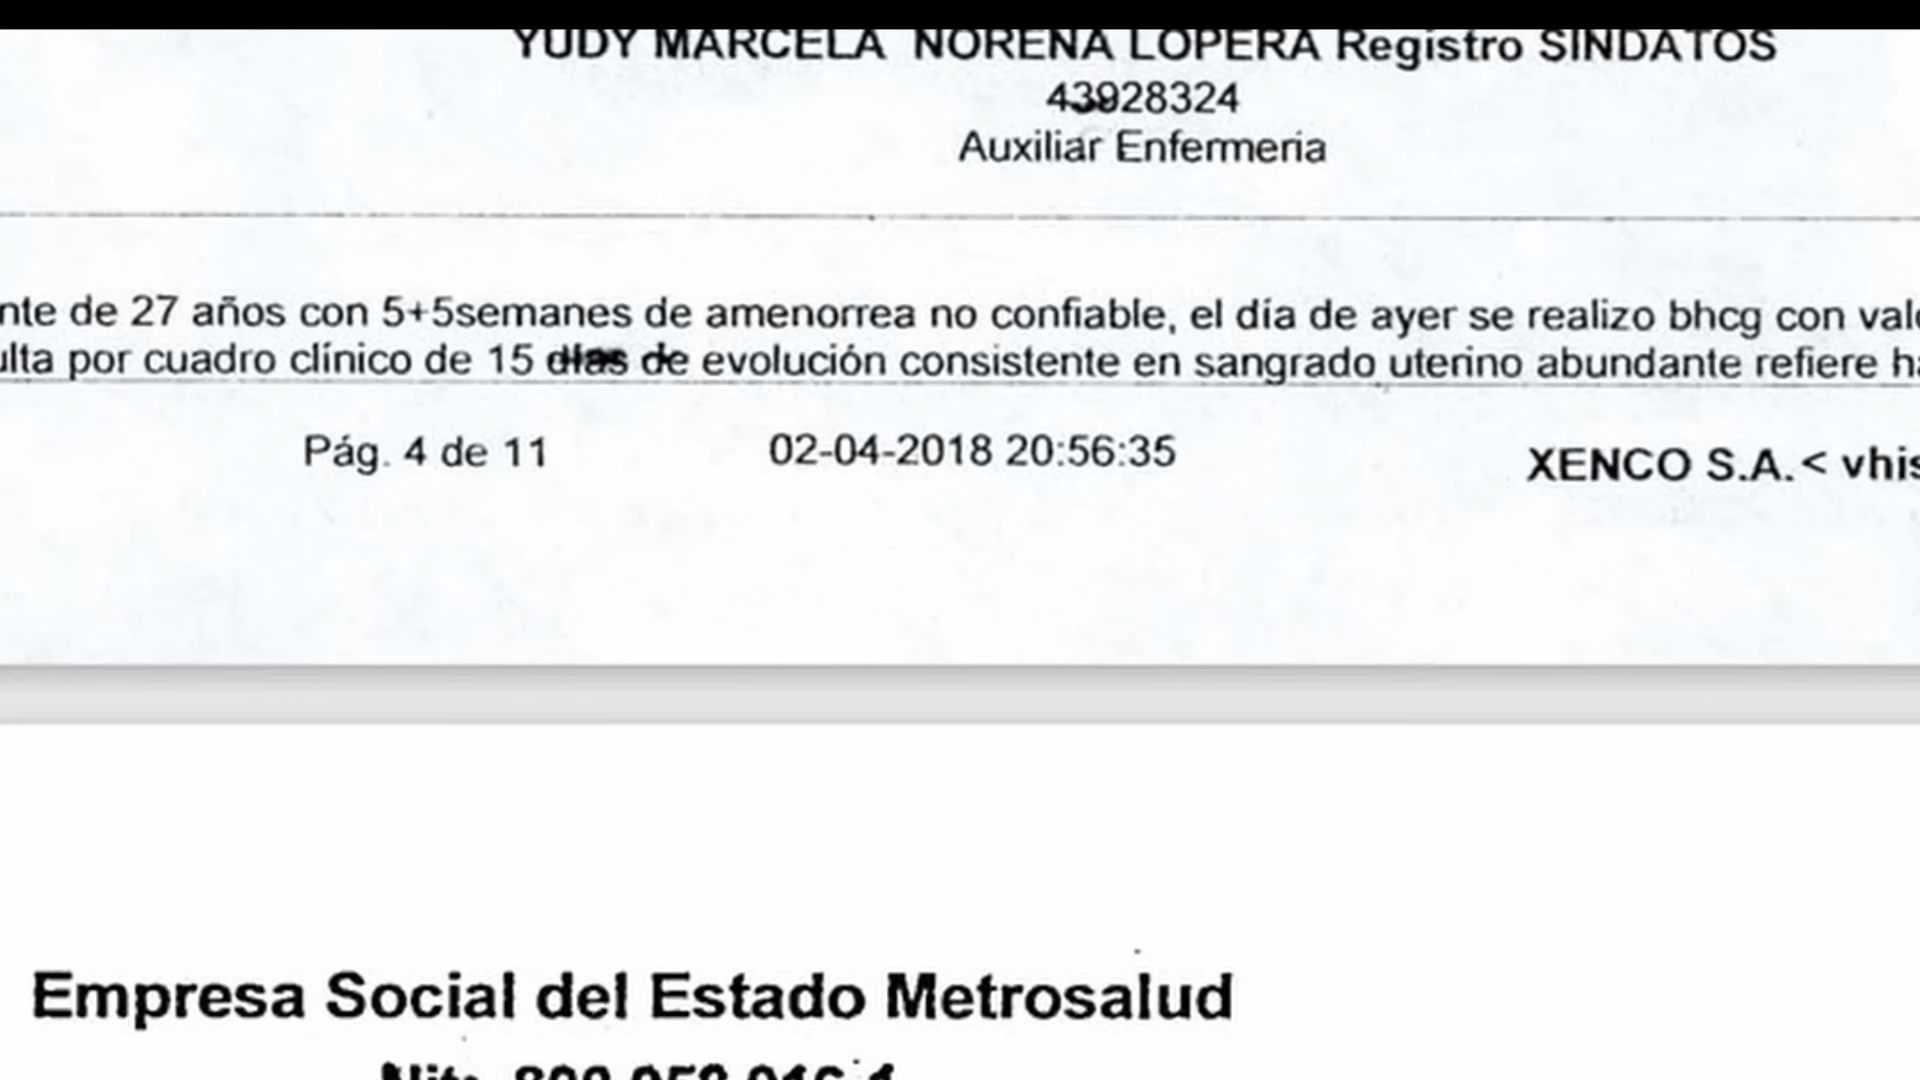 YUDY MARCELA NOREÑA LOPERA Registro SINDATOS
43928324
Auxiliar Enfermeria
nte de 27 años con 5+5semanes de amenorrea no confiable, el día de ayer se realizo bhcg con valo
ulta por cuadro clínico de 15 días de evolución consistente en sangrado uterino abundante refiere ha
Pág. 4 de 11 02-04-2018 20:56:35 XENCO S.A.< vhis
Empresa Social del Estado Metrosalud